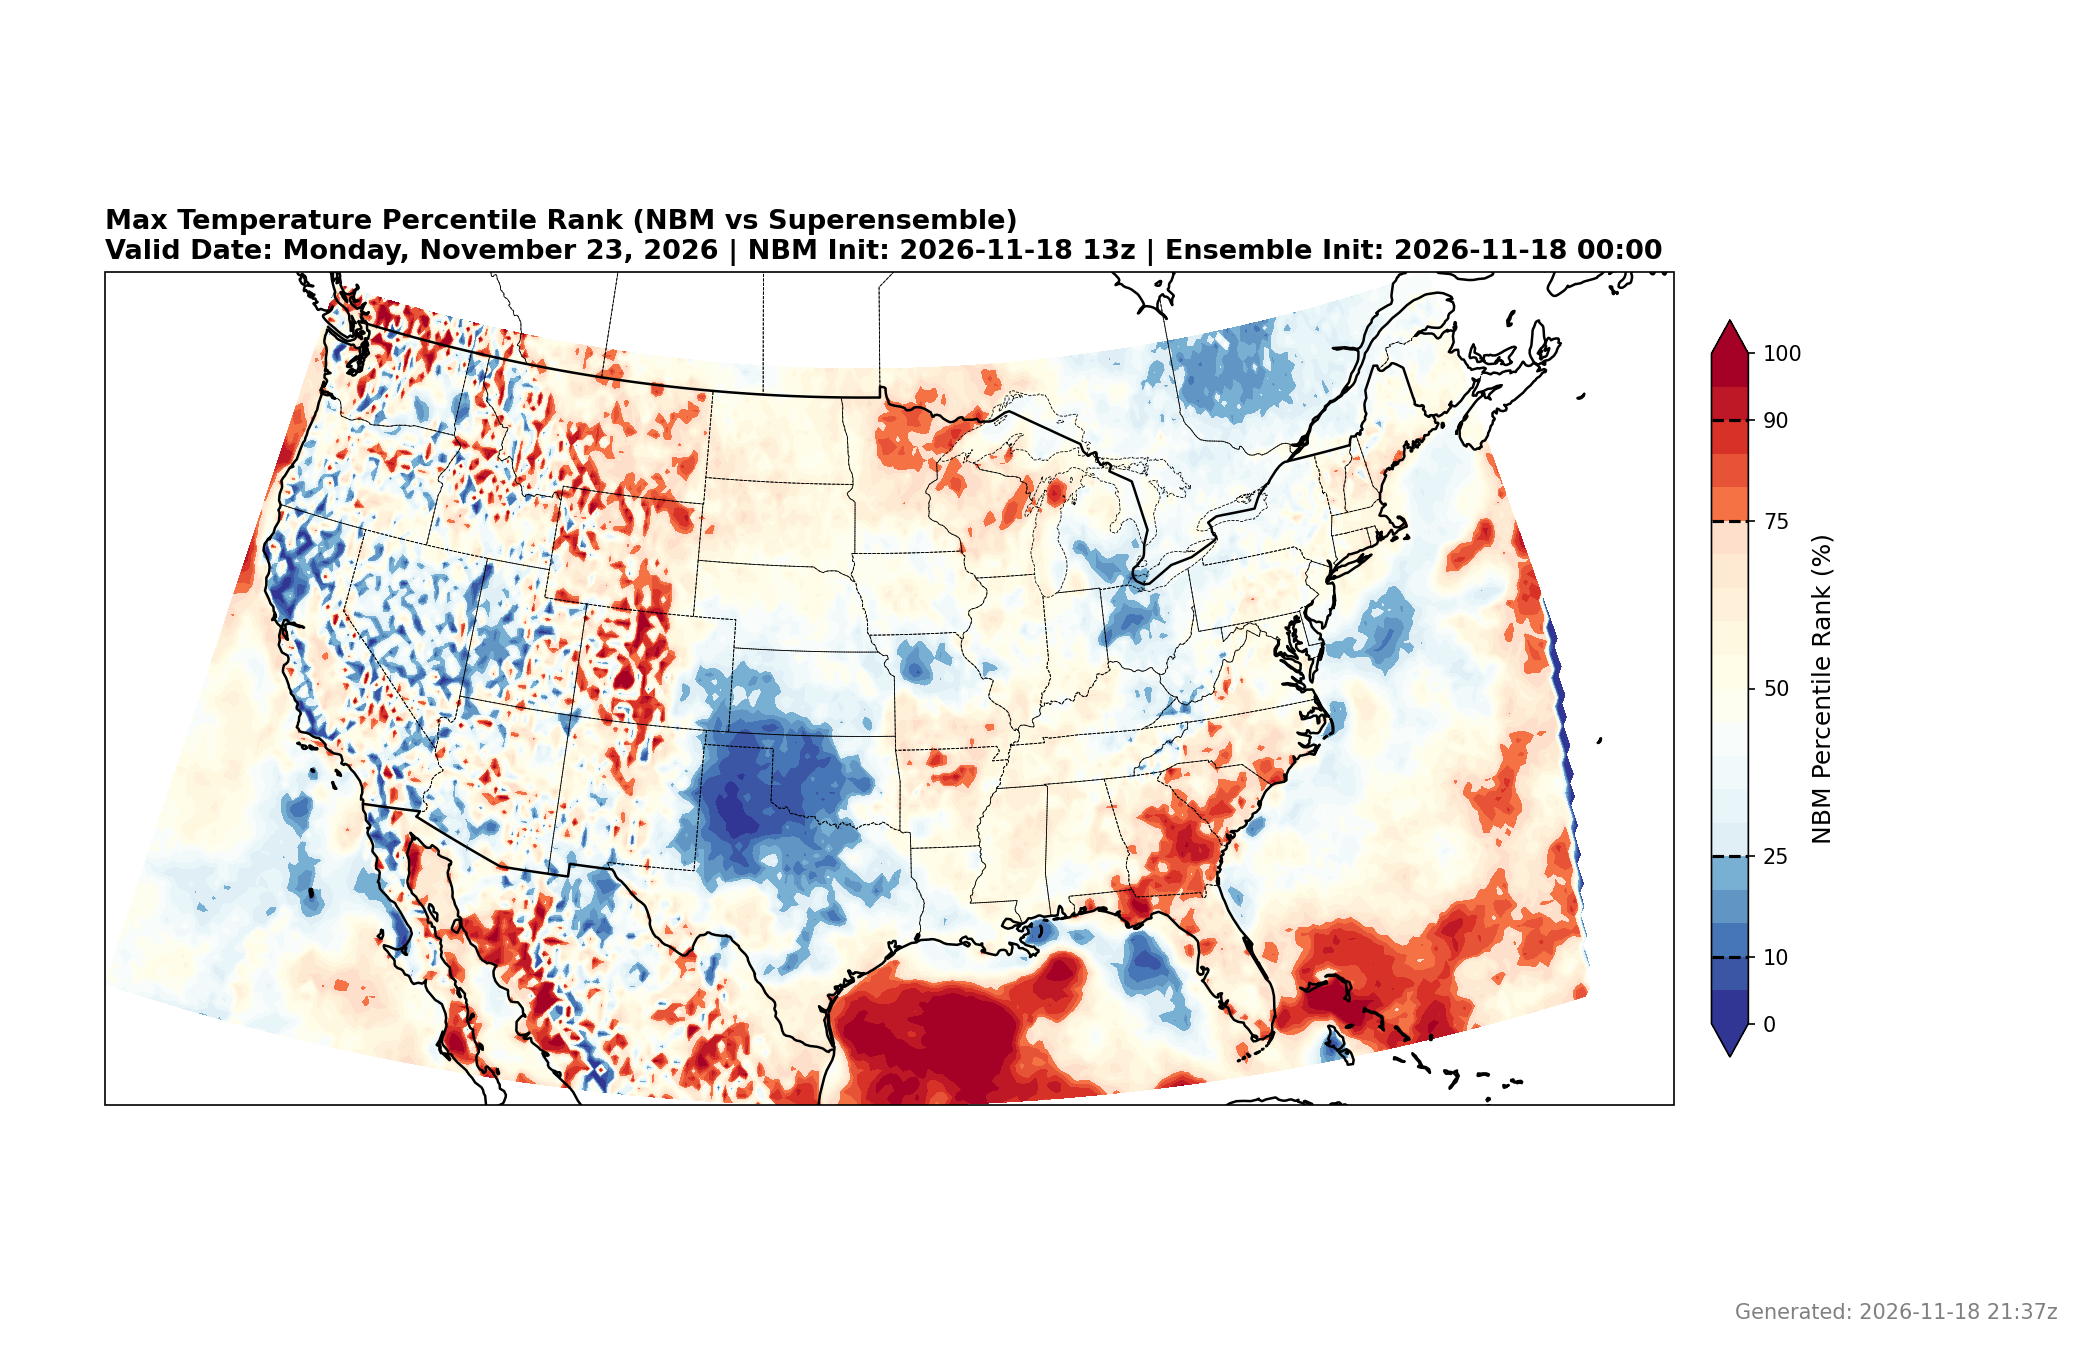 Max Temperature Percentile Rank (NBM vs Superensemble)
Valid Date: Monday, November 23, 2026 | NBM Init: 2026-11-18 13z | Ensemble Init: 2026-11-18 00:00
100
90
75
50
25
10
0
NBM Percentile Rank (%)
Generated: 2026-11-18 21:37z